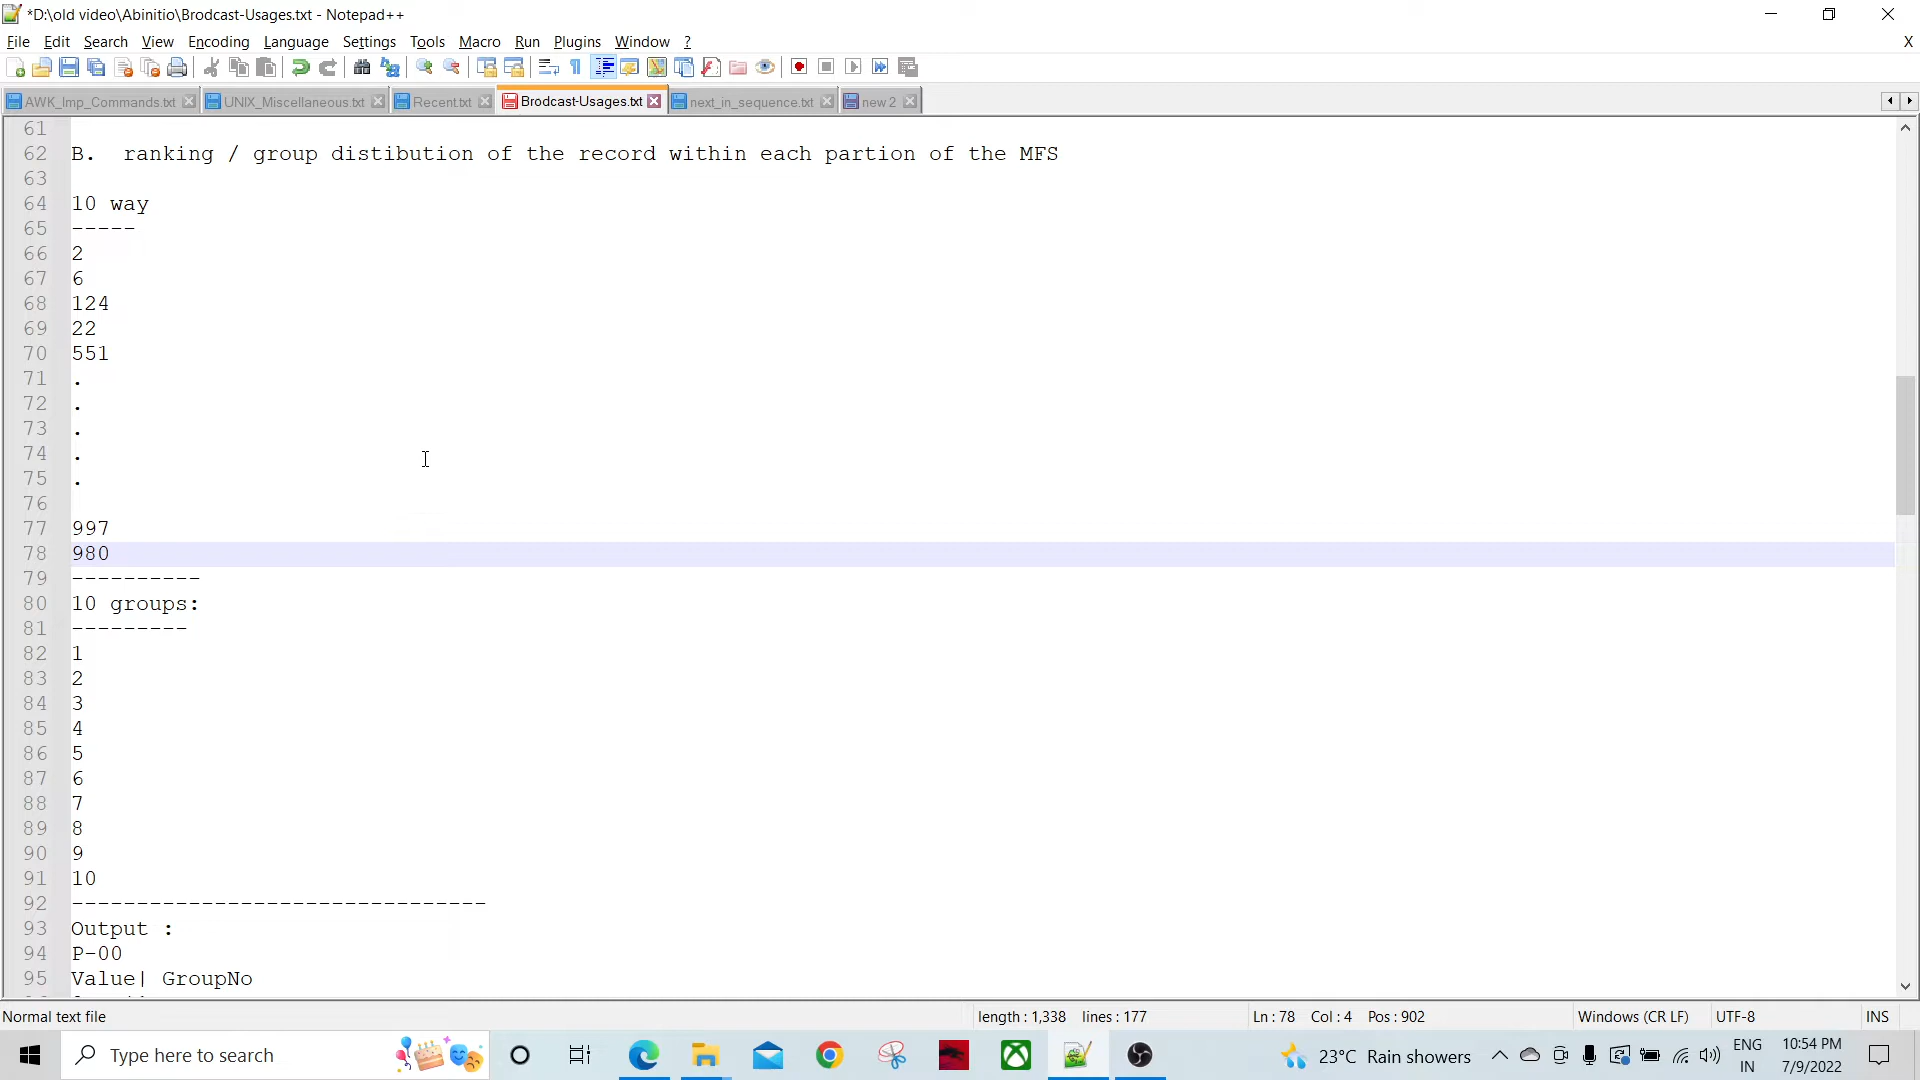 *D:\old video\Abinitio\Brodcast-Usages.txt - Notepad++
File Edit Search View Encoding Language Settings Tools Macro Run Plugins Window ? X
AWK_Imp_Commands.txt UNIX_Miscellaneous.txt Recent.txt Brodcast-Usages.txt next_in_sequence.txt new 2
61
62 B.  ranking / group distibution of the record within each partion of the MFS
63
64 10 way
65 -----
66 2
67 6
68 124
69 22
70 551
71 .
72 .
73 .
74 .
75 .
76
77 997
78 980
79 ----------
80 10 groups:
81 ---------
82 1
83 2
84 3
85 4
86 5
87 6
88 7
89 8
90 9
91 10
92 --------------------------------
93 Output :
94 P-00
95 Value| GroupNo
Normal text file length : 1,338 lines : 177 Ln : 78 Col : 4 Pos : 902 Windows (CR LF) UTF-8 INS
Type here to search 23°C Rain showers ENG IN 10:54 PM 7/9/2022